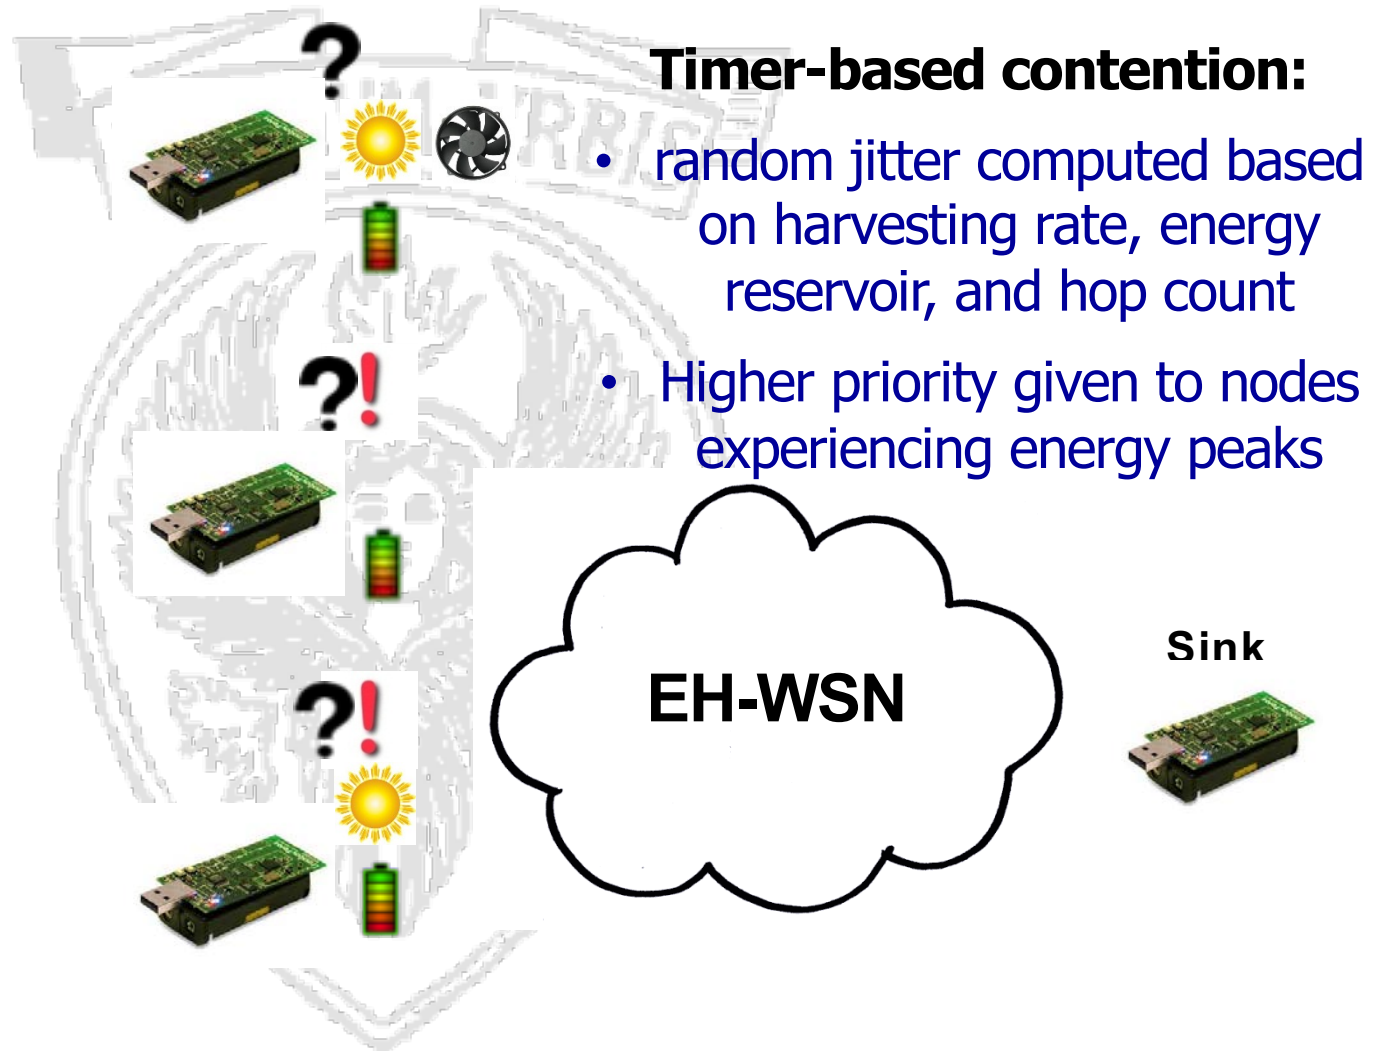 Timer-based contention:
• random jitter computed based
on harvesting rate, energy
reservoir, and hop count
• Higher priority given to nodes
experiencing energy peaks
? 
?!
?!
EH-WSN
Sink